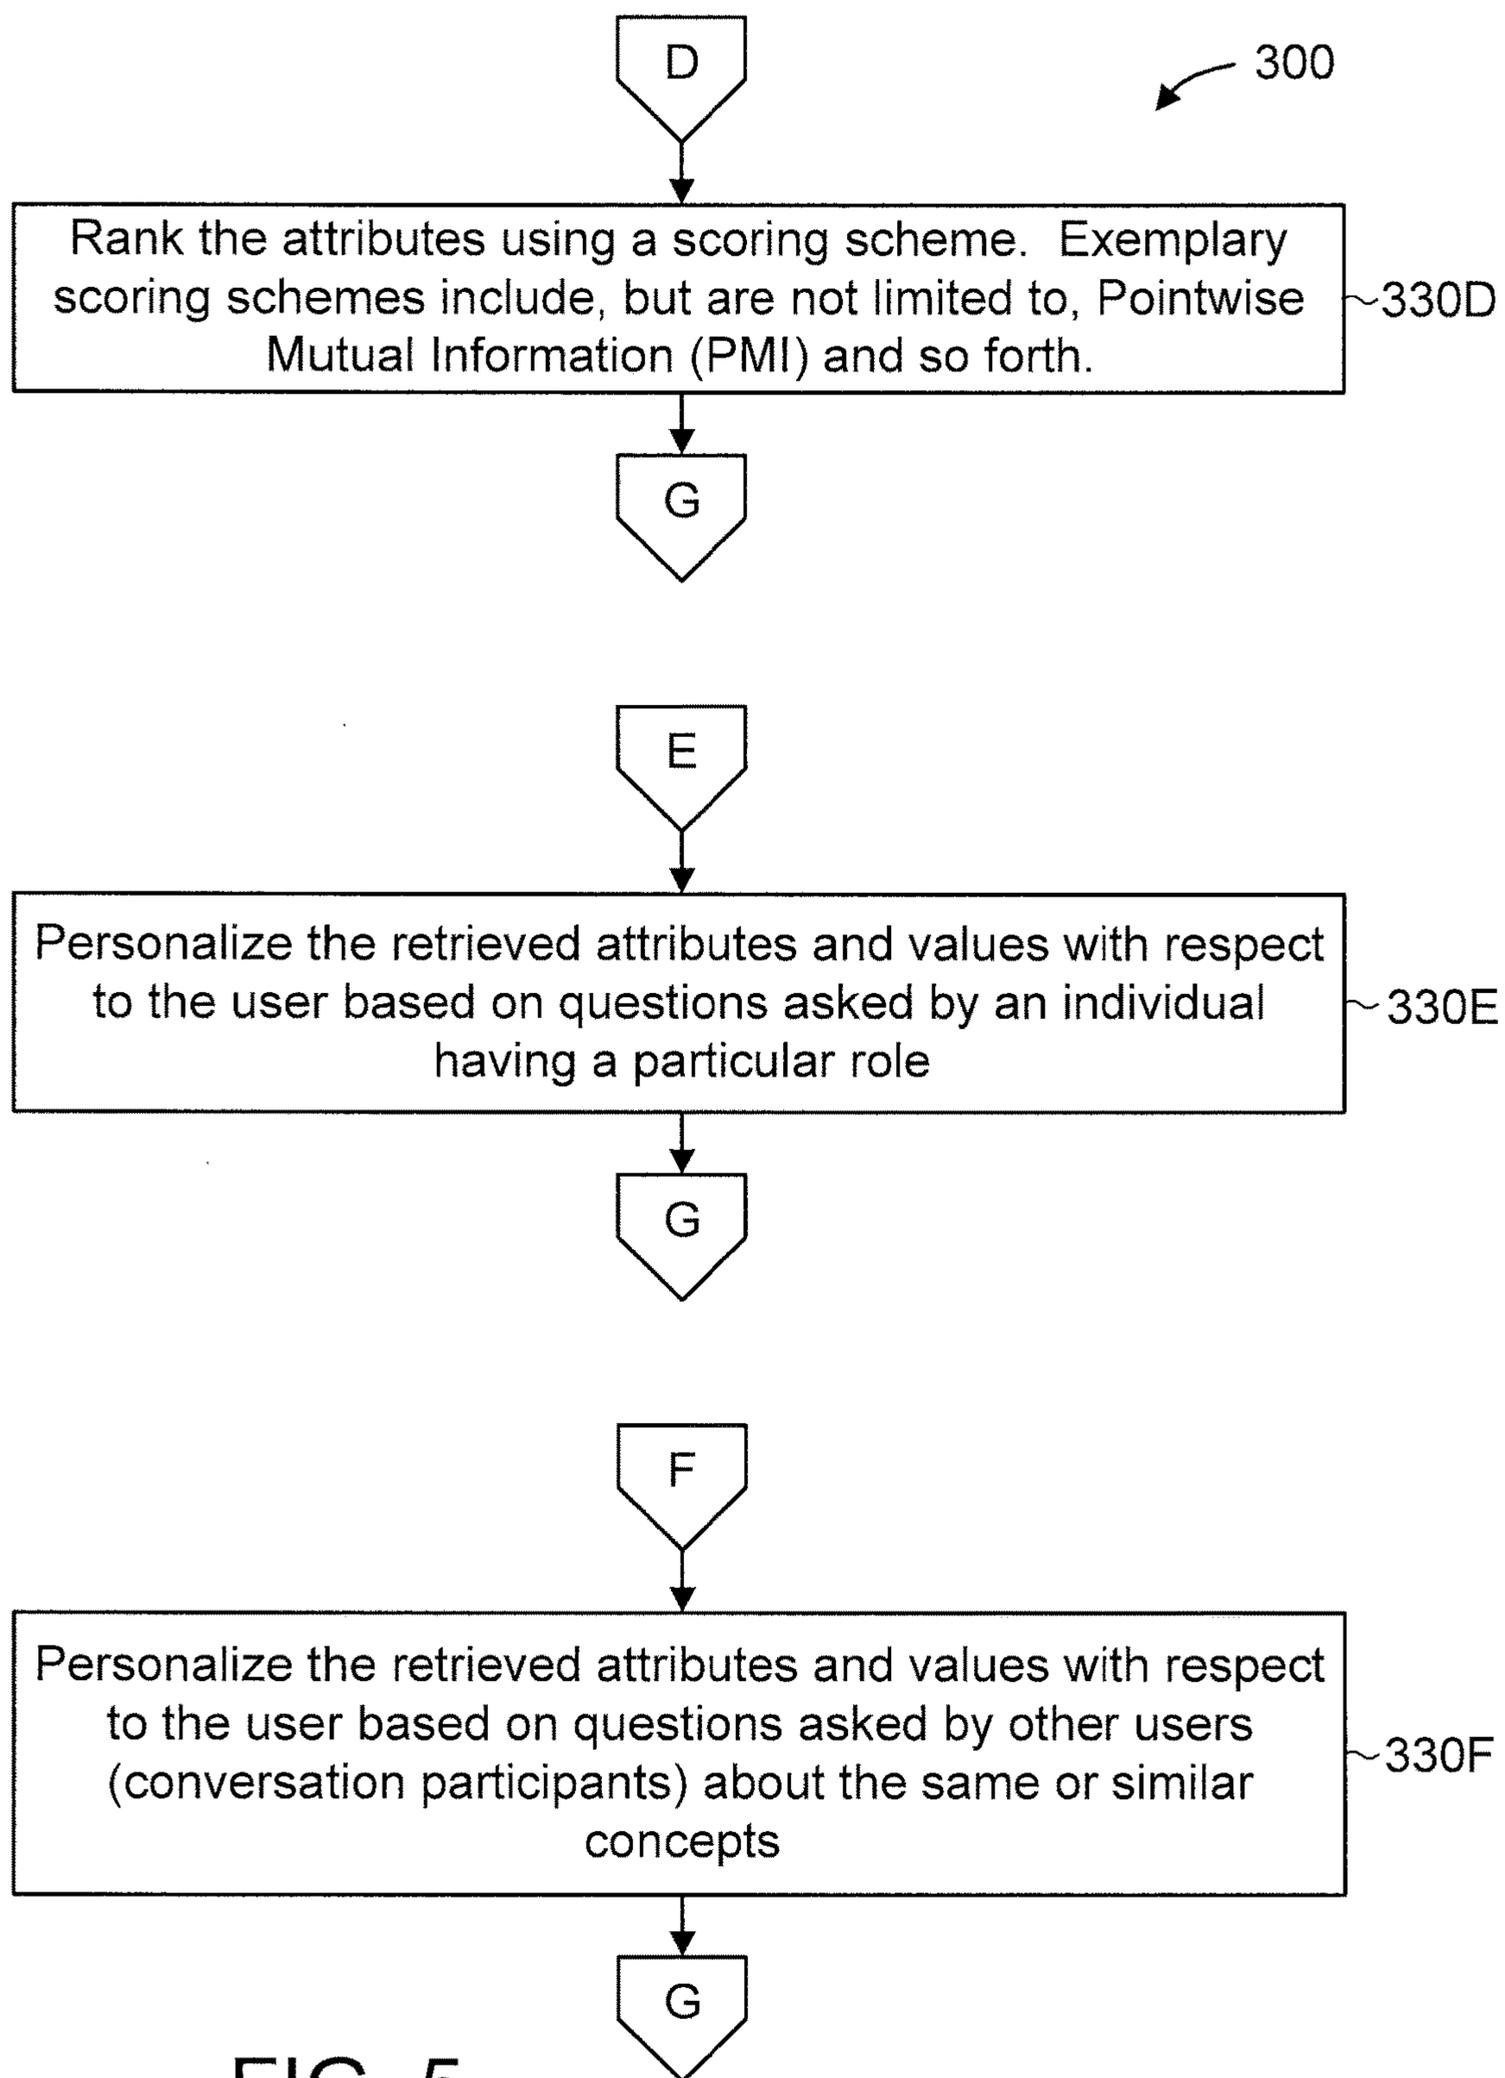 D
300
Rank the attributes using a scoring scheme. Exemplary
scoring schemes include, but are not limited to, Pointwise
Mutual Information (PMI) and so forth.
330D
G
E
Personalize the retrieved attributes and values with respect
to the user based on questions asked by an individual
having a particular role
330E
G
F
Personalize the retrieved attributes and values with respect
to the user based on questions asked by other users
(conversation participants) about the same or similar
concepts
330F
G
FIG. 5